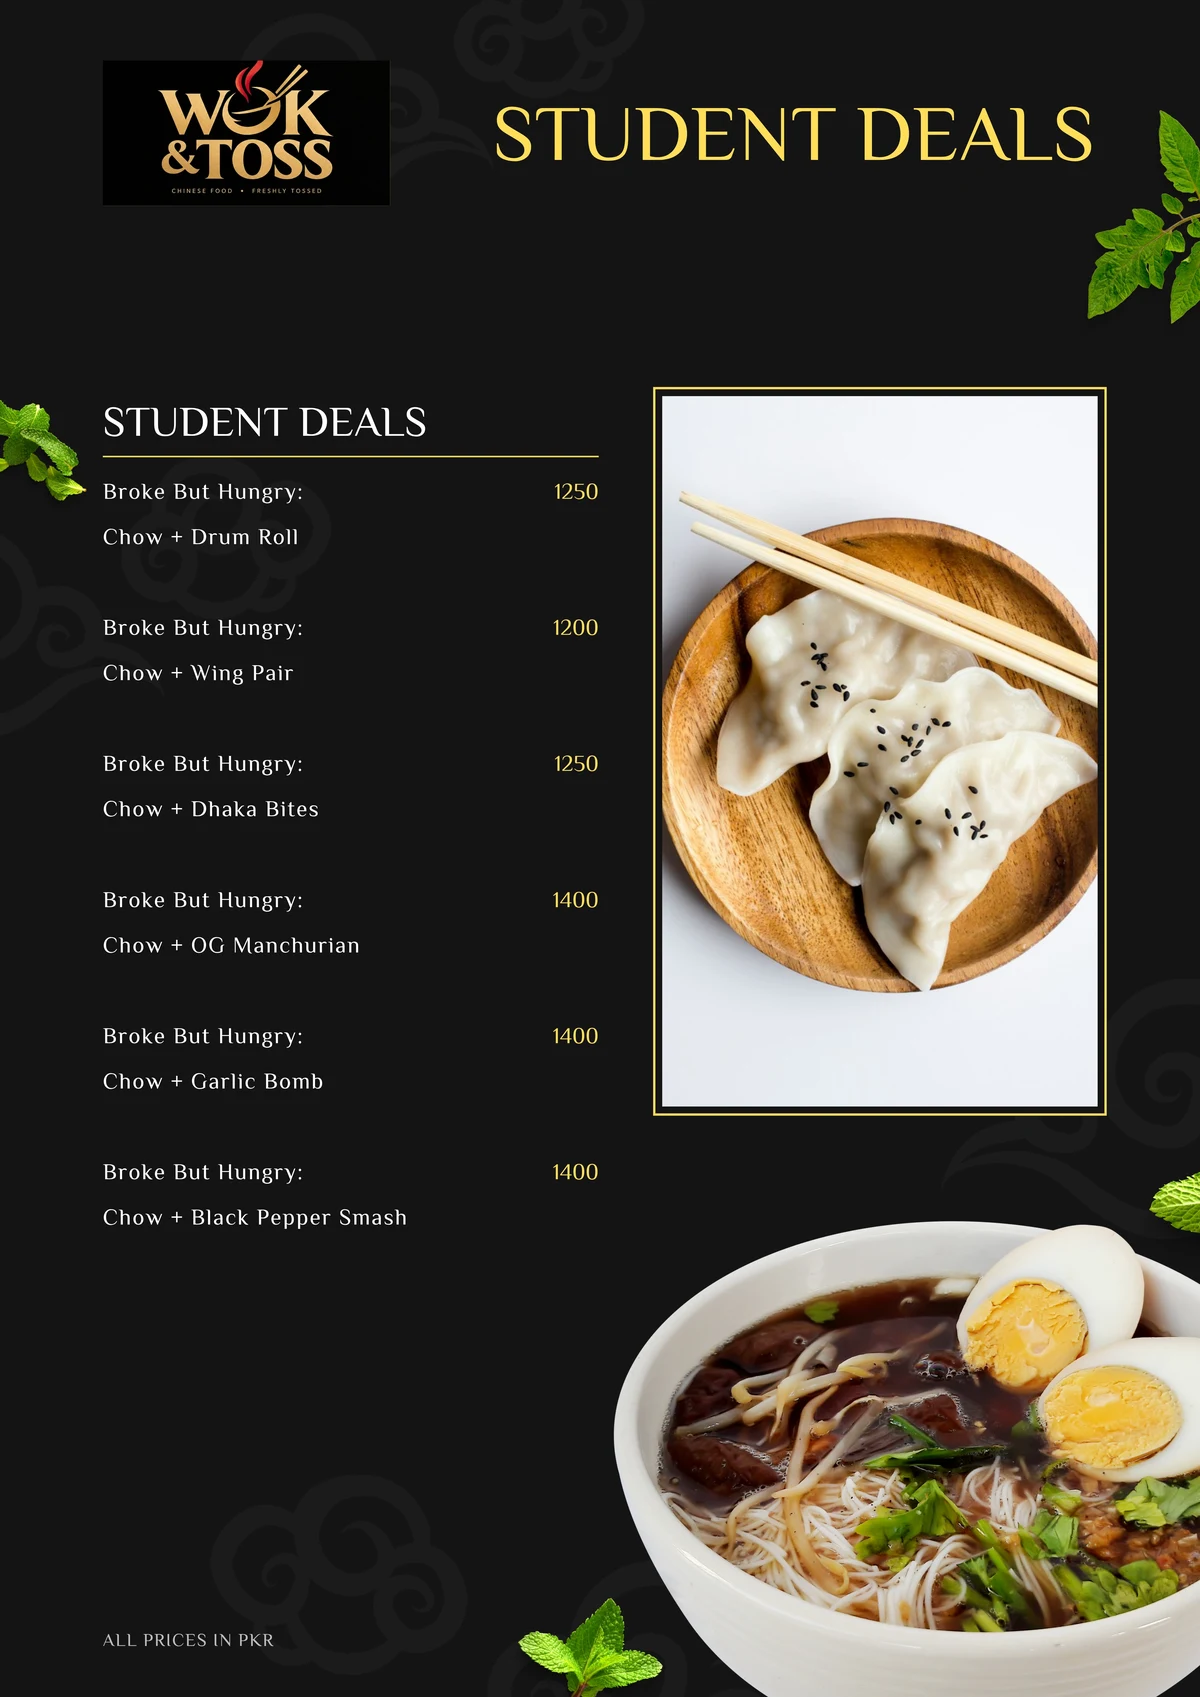 WOK
&TOSS
CHINESE FOOD • FRESHLY TOSSED
STUDENT DEALS
STUDENT DEALS
Broke But Hungry: 1250
Chow + Drum Roll
Broke But Hungry: 1200
Chow + Wing Pair
Broke But Hungry: 1250
Chow + Dhaka Bites
Broke But Hungry: 1400
Chow + OG Manchurian
Broke But Hungry: 1400
Chow + Garlic Bomb
Broke But Hungry: 1400
Chow + Black Pepper Smash
ALL PRICES IN PKR